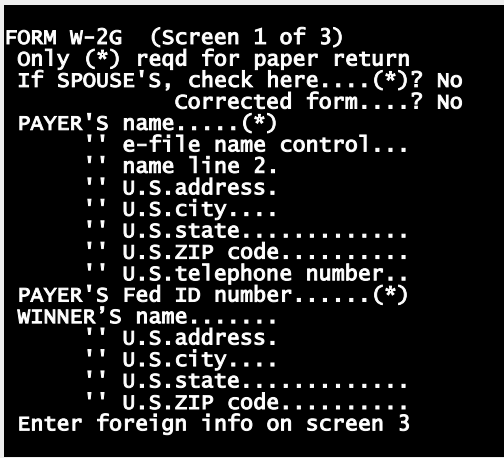 FORM W-2G (Screen 1 of 3)
Only (*) reqd for paper return
If SPOUSE'S, check here....(*)? No
Corrected form....? No
PAYER'S name.....(*)
'' e-file name control...
'' name line 2.
'' U.S.address.
'' U.S.city....
'' U.S.state.............
'' U.S.ZIP code..........
'' U.S.telephone number..
PAYER'S Fed ID number......(*)
WINNER'S name.......
'' U.S.address.
'' U.S.city....
'' U.S.state.............
'' U.S.ZIP code..........
Enter foreign info on screen 3